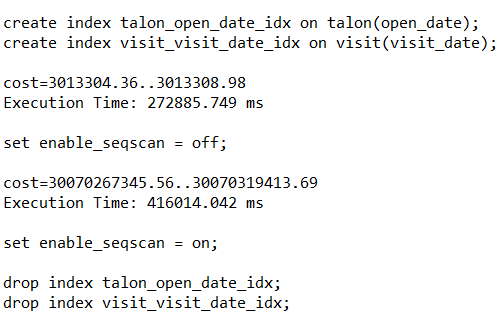 create index talon_open_date_idx on talon(open_date);
create index visit_visit_date_idx on visit(visit_date);
cost=3013304.36..3013308.98
Execution Time: 272885.749 ms
set enable_seqscan = off;
cost=30070267345.56..30070319413.69
Execution Time: 416014.042 ms
set enable_seqscan = on;
drop index talon_open_date_idx;
drop index visit_visit_date_idx;